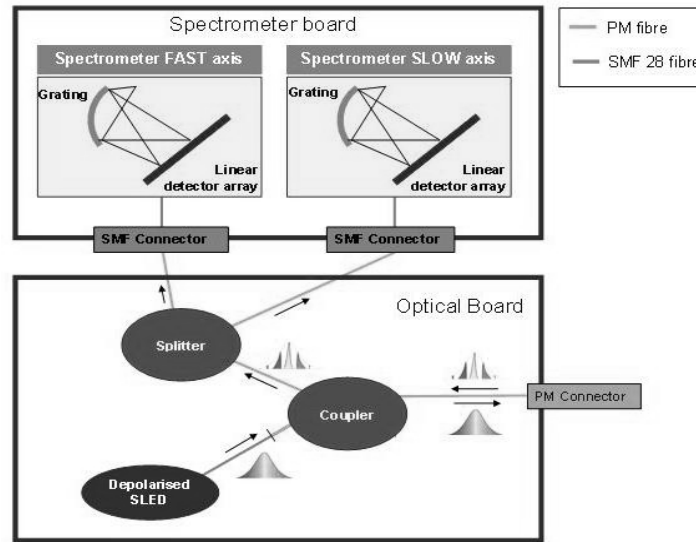 Spectrometer board
PM fibre
SMF 28 fibre
Spectrometer FAST axis
Spectrometer SLOW axis
Grating
Linear
detector array
Grating
Linear
detector array
SMF Connector
SMF Connector
Optical Board
Splitter
Coupler
PM Connector
Depolarised
SLED